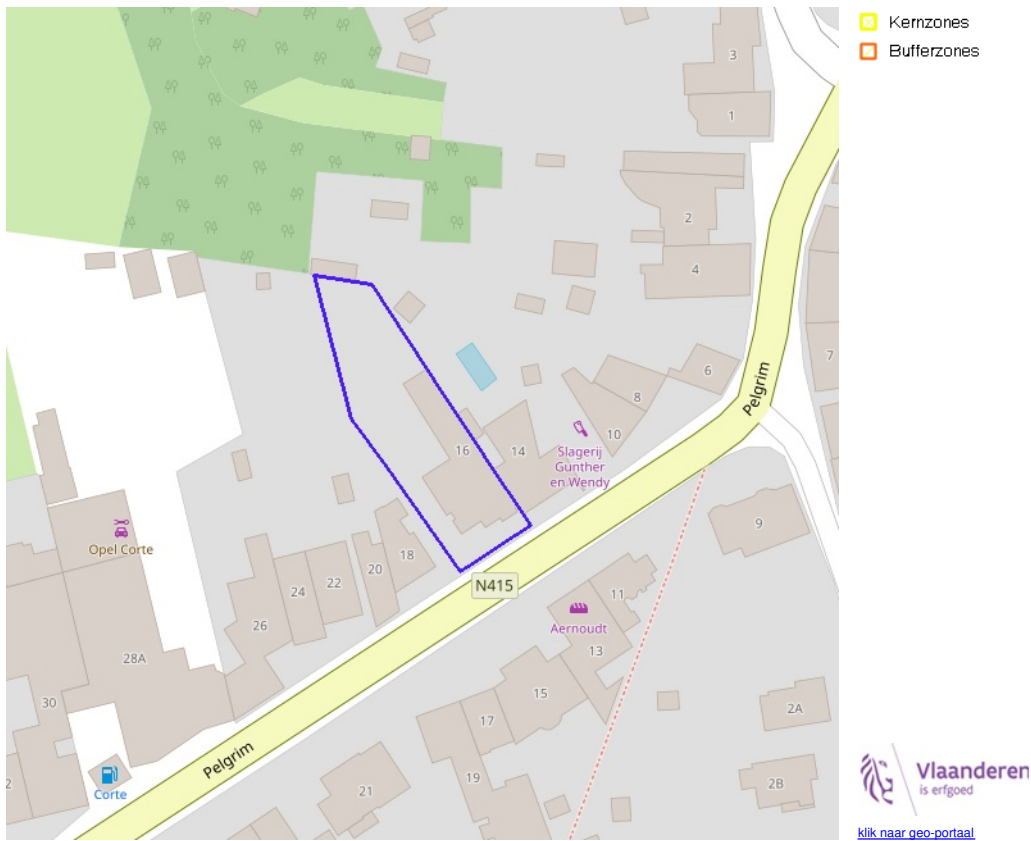 Kernzones
Bufferzones
3
1
2
4
7
6
Pelgrim
8
10
Slagerij
Gunther
en Wendy
16
14
9
Opel Corte
18
20
22
24
26
N415
11
Aernoudt
13
28A
15
30
17
2A
Pelgrim
19
21
2B
Corte
2
Vlaanderen
is erfgoed
klik naar geo-portaal